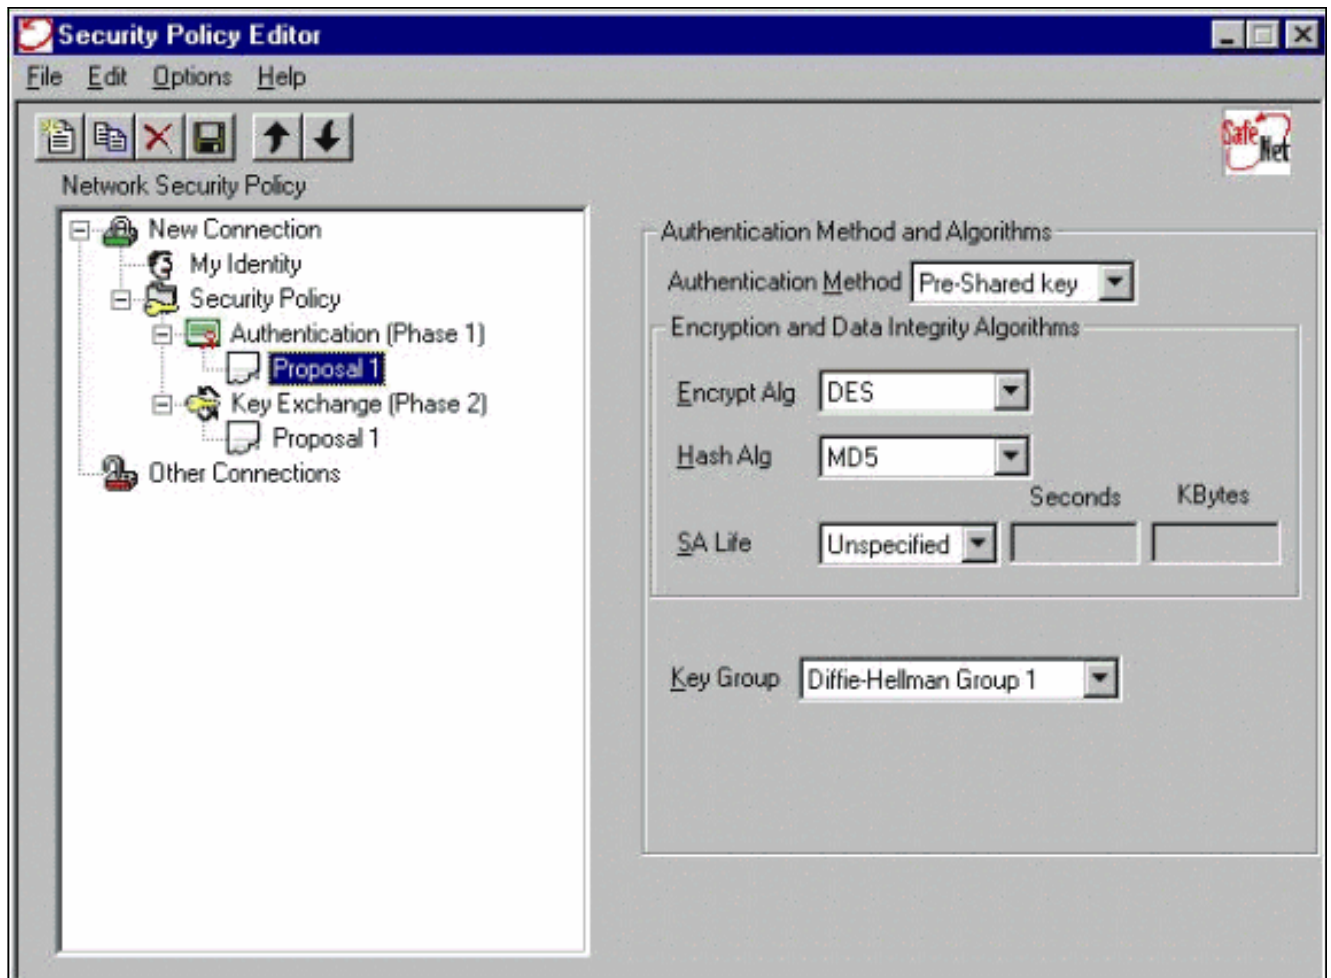 Security Policy Editor
File Edit Options Help
Safe Net
Network Security Policy
New Connection
My Identity
Security Policy
Authentication (Phase 1)
Proposal 1
Key Exchange (Phase 2)
Proposal 1
Other Connections
Authentication Method and Algorithms
Authentication Method Pre-Shared key
Encryption and Data Integrity Algorithms
Encrypt Alg DES
Hash Alg MD5
Seconds KBytes
SA Life Unspecified
Key Group Diffie-Hellman Group 1